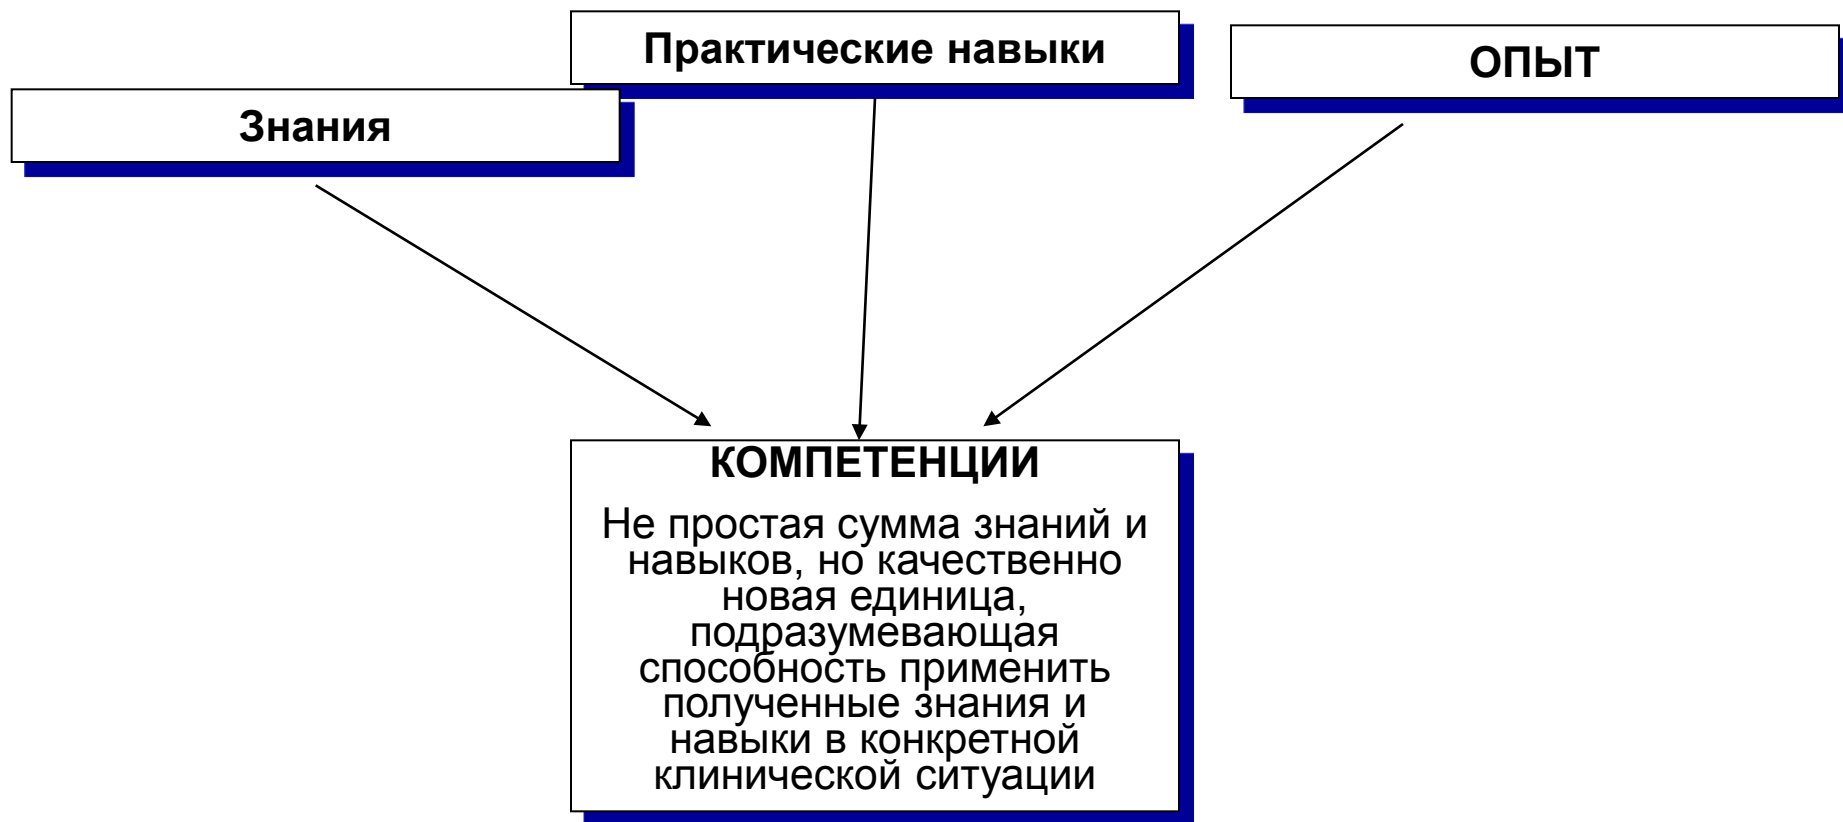 Практические навыки
ОПЫТ
Знания
КОМПЕТЕНЦИИ
Не простая сумма знаний и
навыков, но качественно
новая единица,
подразумевающая
способность применить
полученные знания и
навыки в конкретной
клинической ситуации